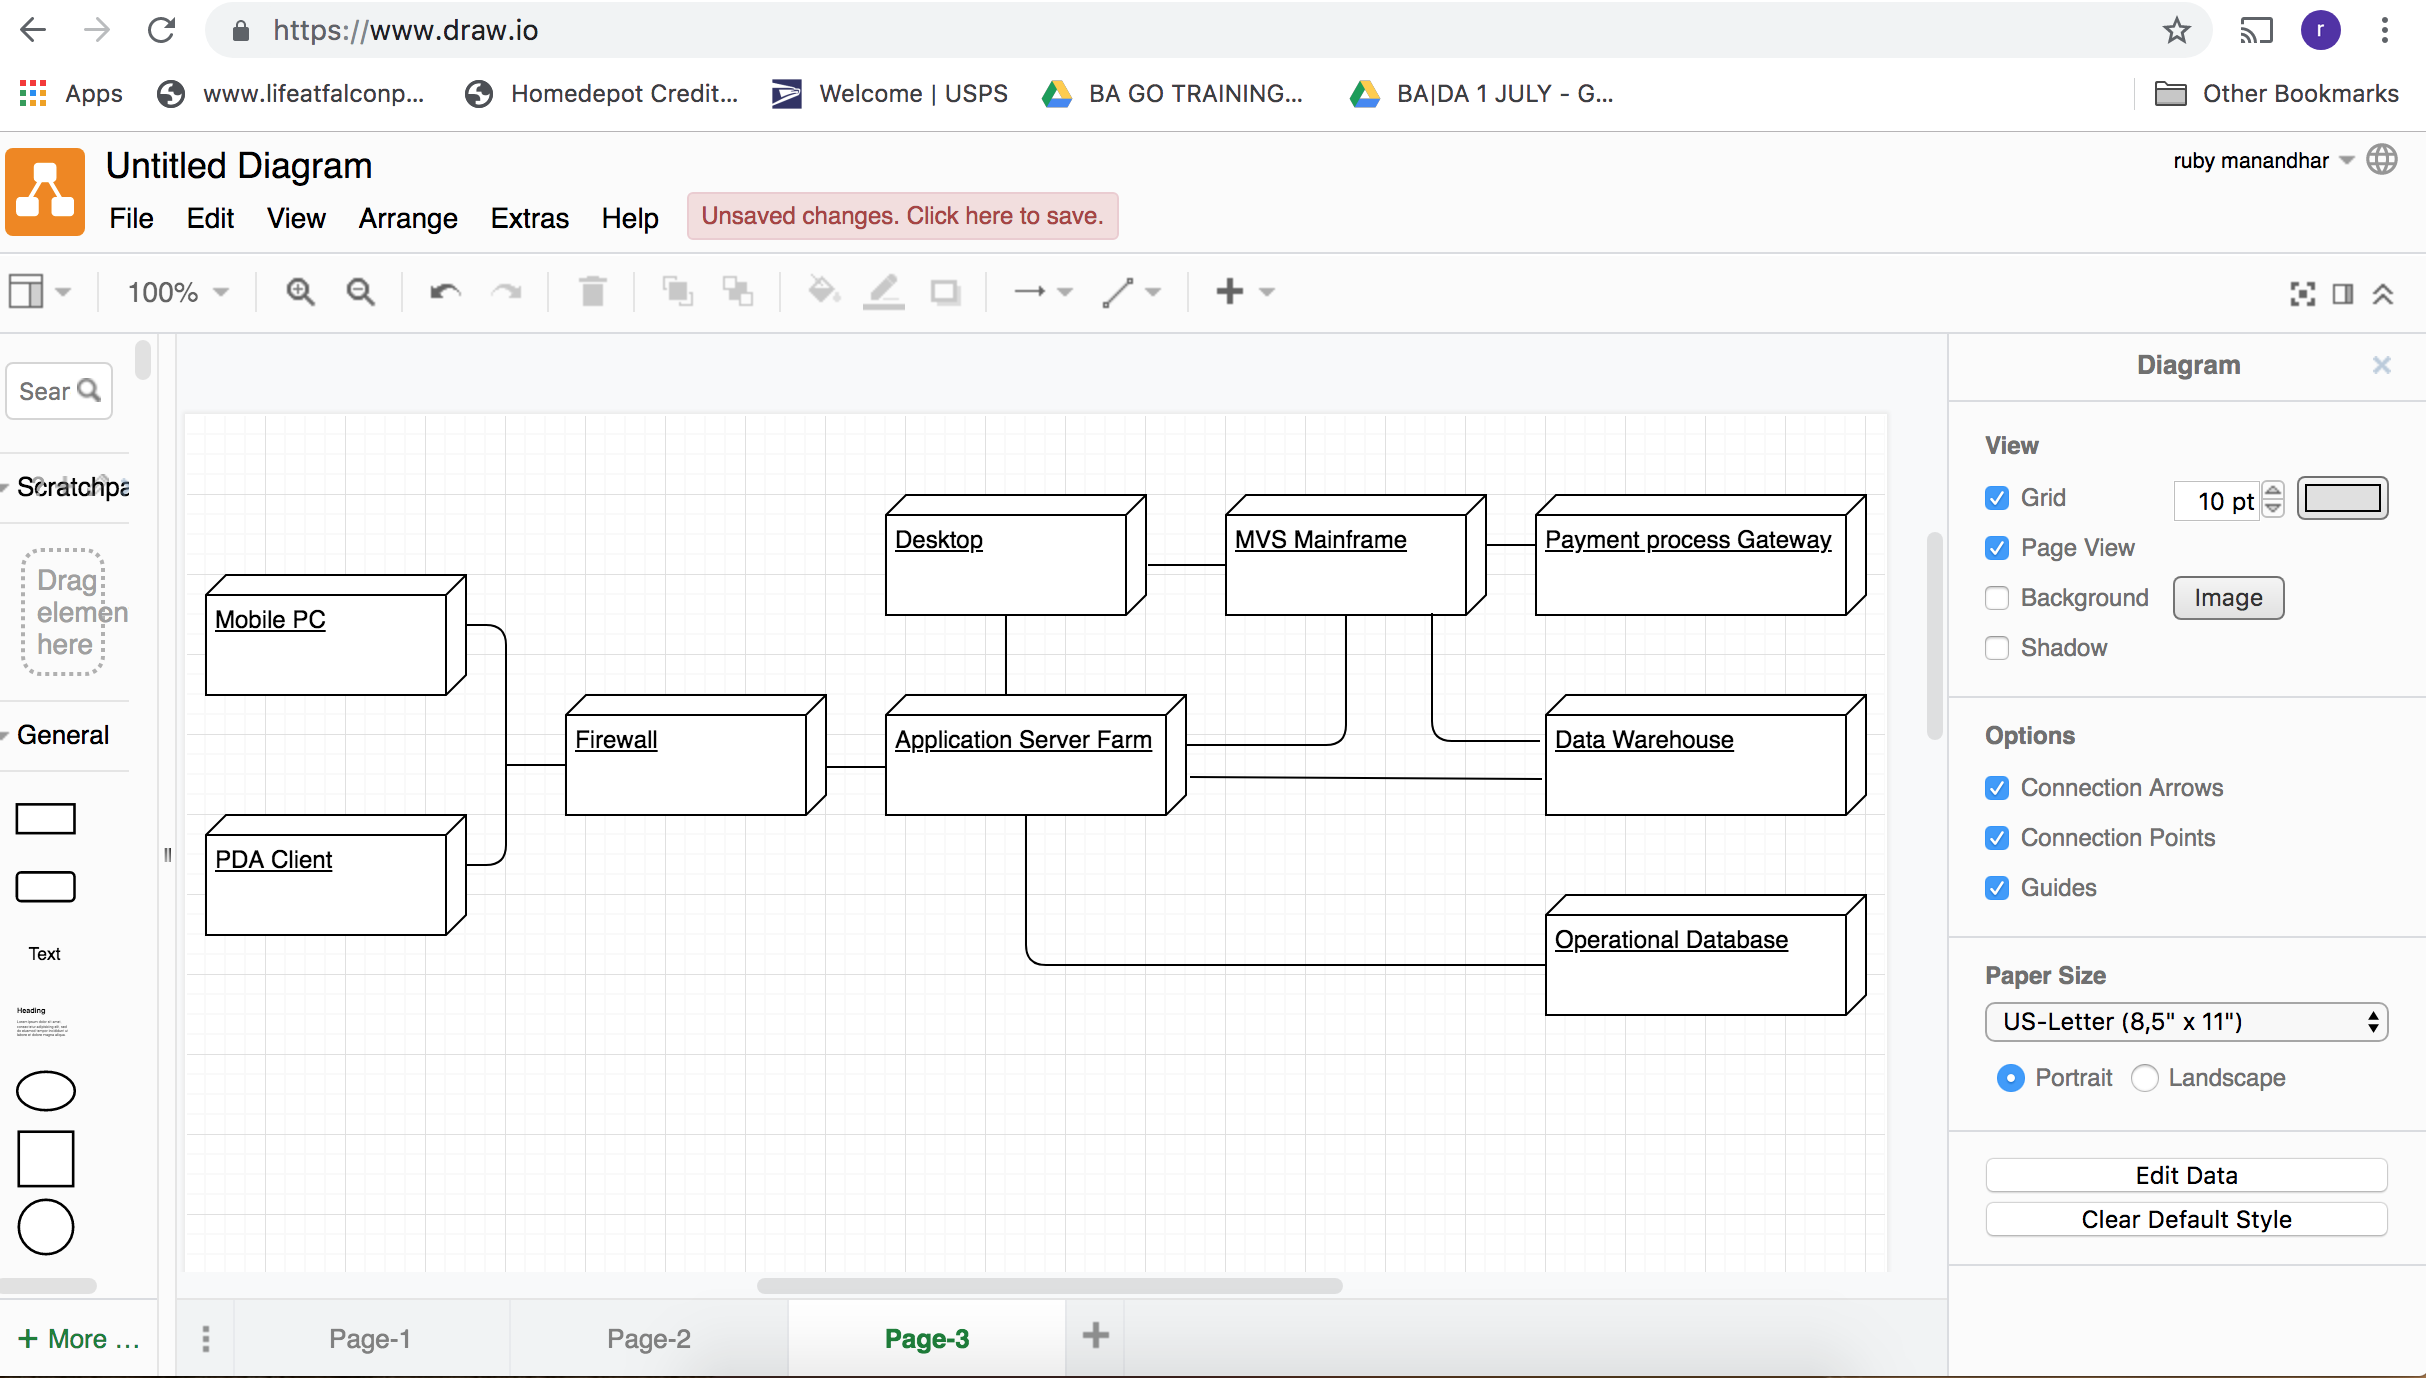 https://www.draw.io
r
Apps
www.lifeatfalconp...
Homedepot Credit...
Welcome | USPS
BA GO TRAINING...
BA|DA 1 JULY - G...
Other Bookmarks
Untitled Diagram
ruby manandhar
File Edit View Arrange Extras Help
Unsaved changes. Click here to save.
100%
Sear
Scratchpa
Drag
elemen
here
General
Text
Heading
+ More ...
Desktop
MVS Mainframe
Payment process Gateway
Mobile PC
Firewall
Application Server Farm
Data Warehouse
PDA Client
Operational Database
Page-1
Page-2
Page-3
Diagram
View
Grid
10 pt
Page View
Background
Image
Shadow
Options
Connection Arrows
Connection Points
Guides
Paper Size
US-Letter (8,5" x 11")
Portrait
Landscape
Edit Data
Clear Default Style